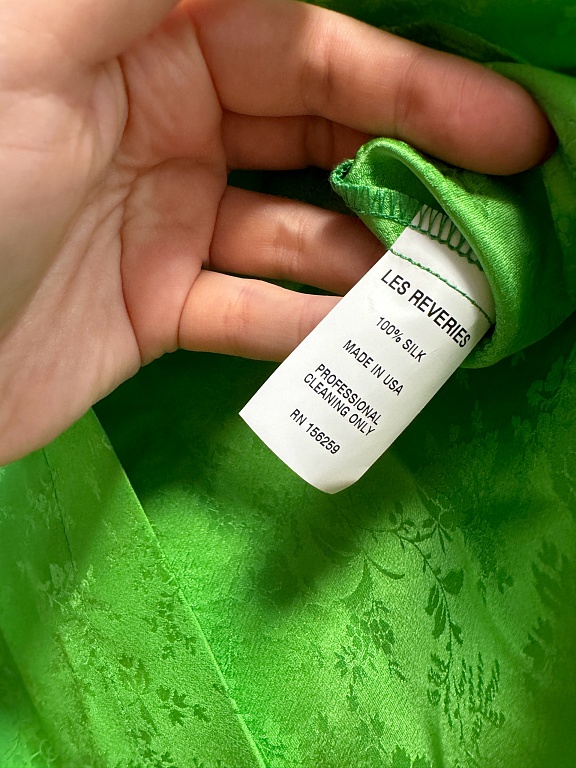 LES REVERIES
100% SILK
MADE IN USA
PROFESSIONAL
CLEANING ONLY
RN 156259